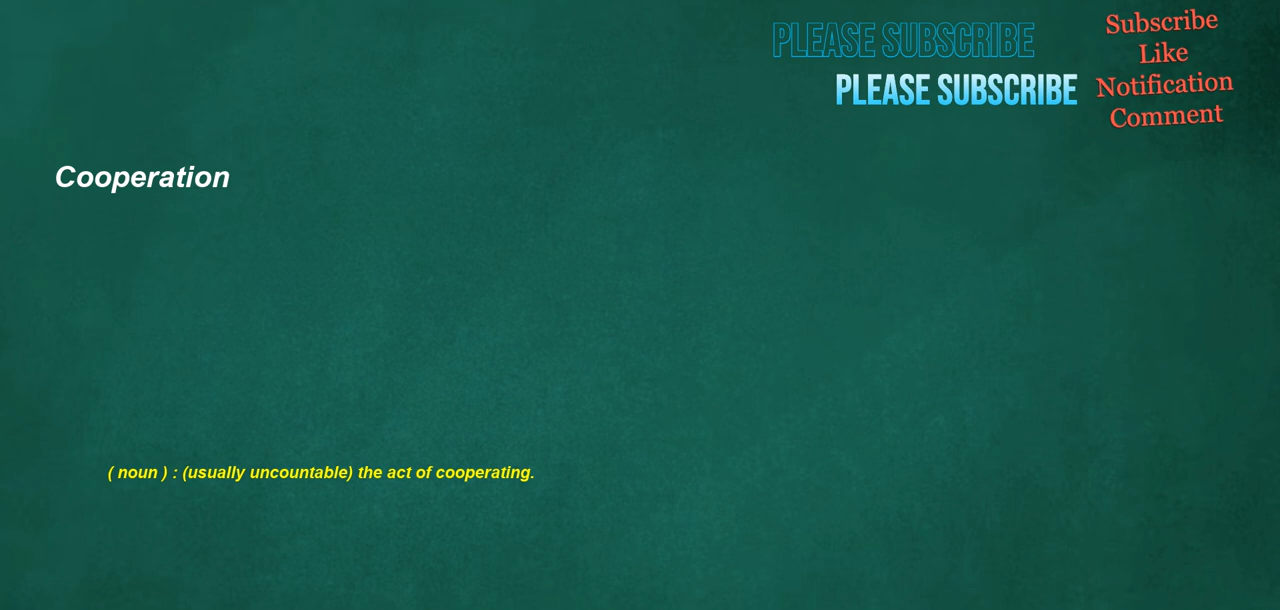 PLEASE SUBSCRIBE
PLEASE SUBSCRIBE
Subscribe
Like
Notification
Comment
Cooperation
( noun ) : (usually uncountable) the act of cooperating.